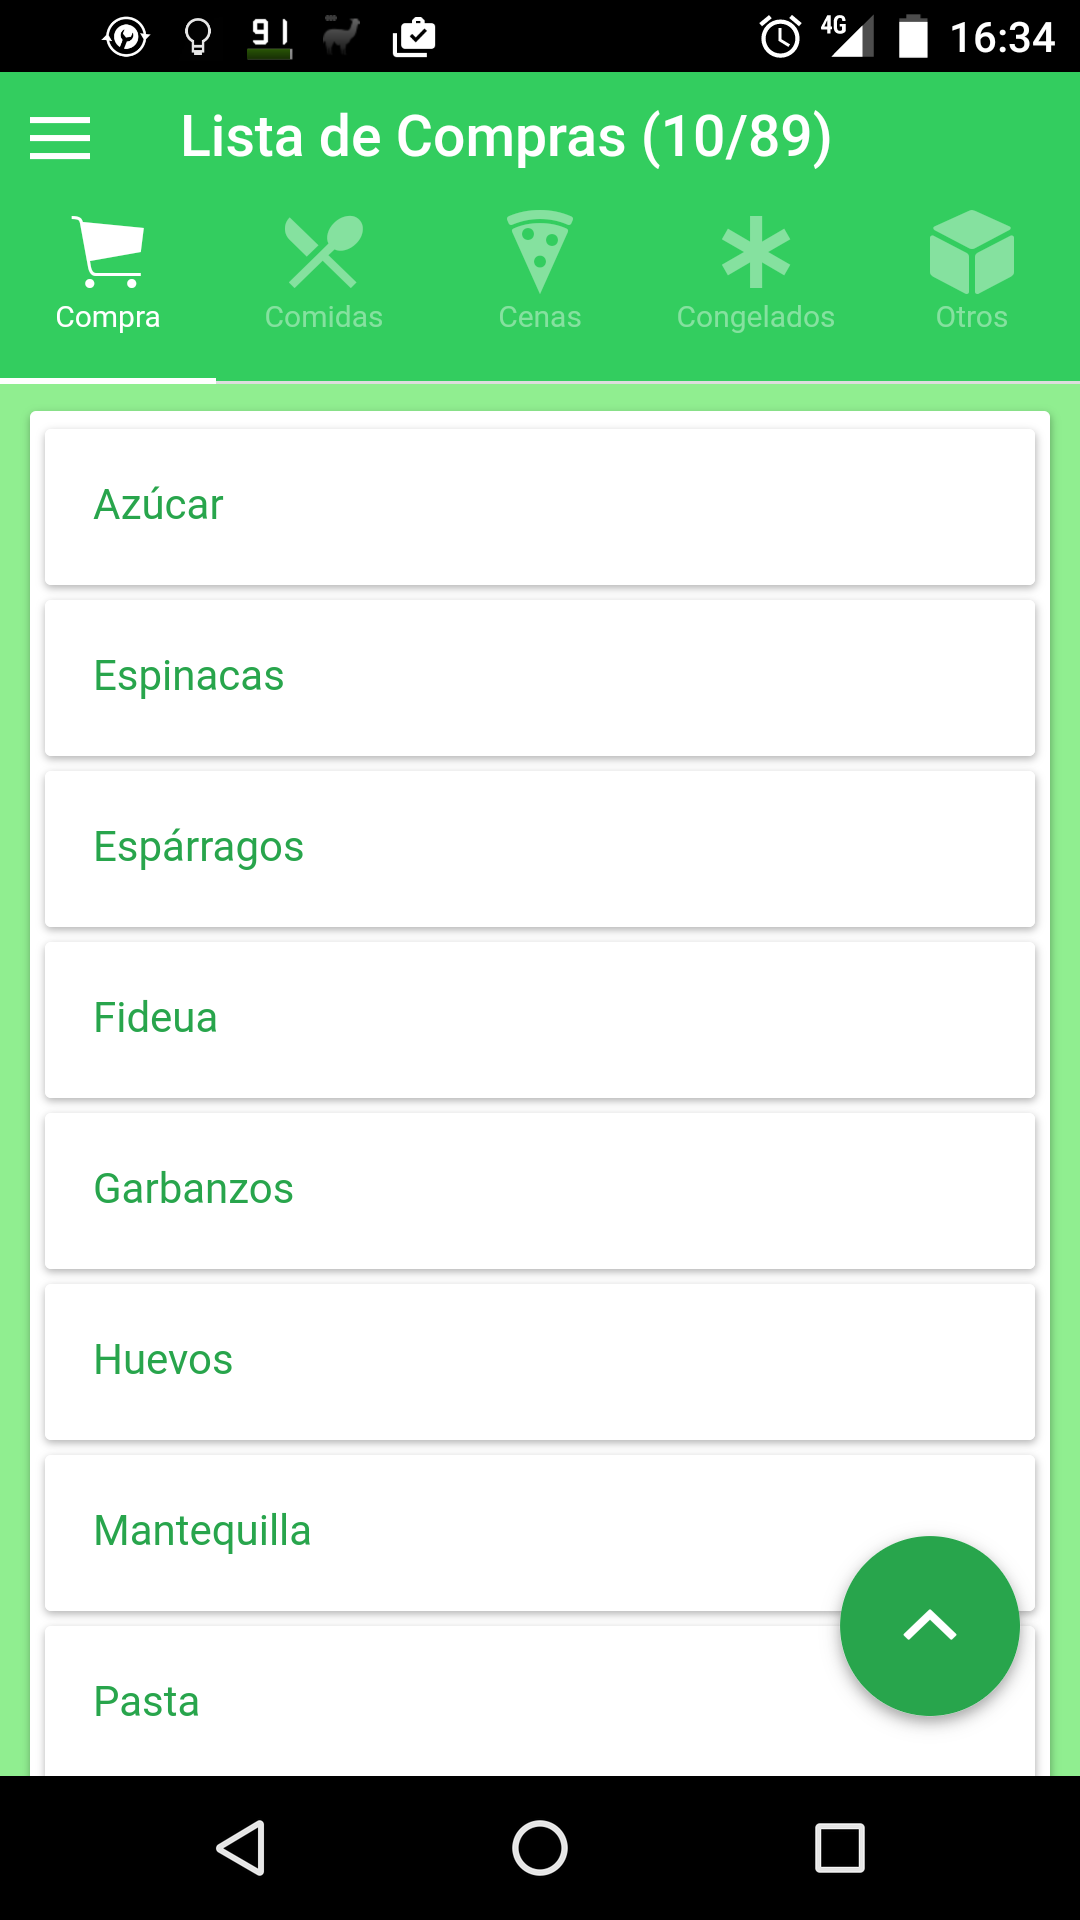 91 4G 16:34
Lista de Compras (10/89)
Compra Comidas Cenas Congelados Otros
Azúcar
Espinacas
Espárragos
Fideua
Garbanzos
Huevos
Mantequilla
Pasta